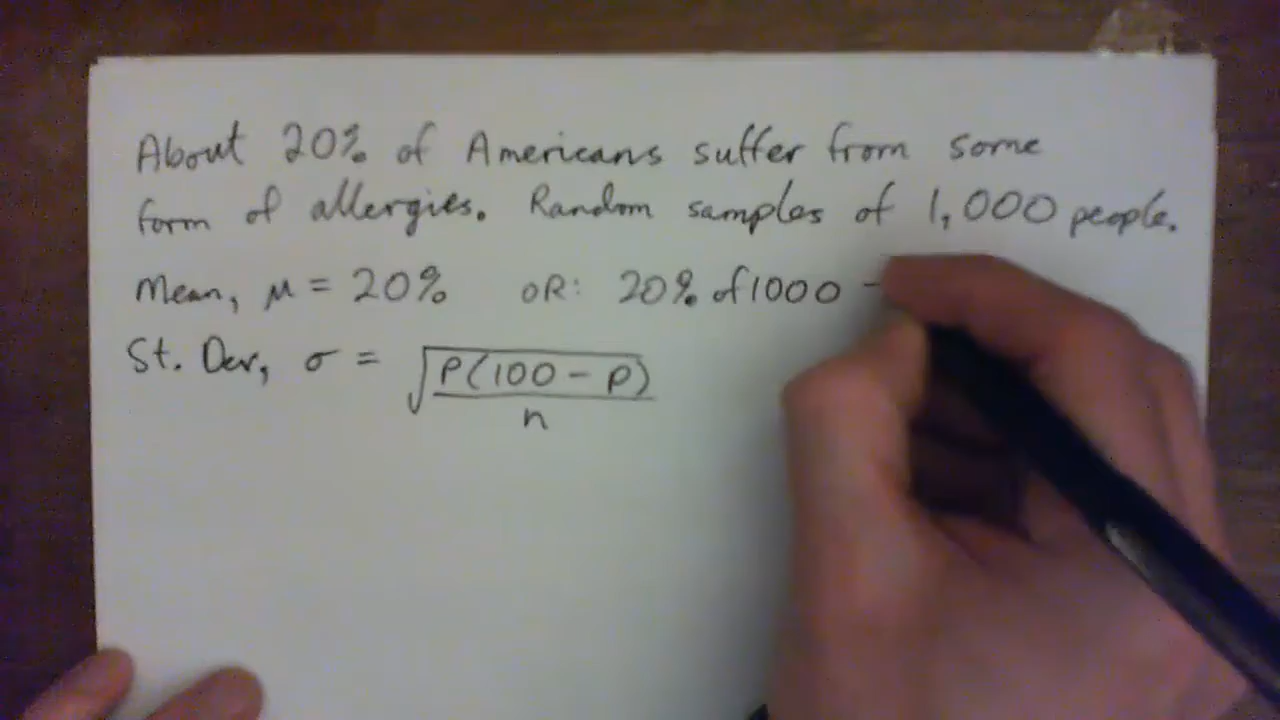 About 20% of Americans suffer from some
form of allergies. Random samples of 1,000 people.
Mean, μ = 20% OR: 20% of 1000 -
St. Dev, σ = √(P(100 - P)
n